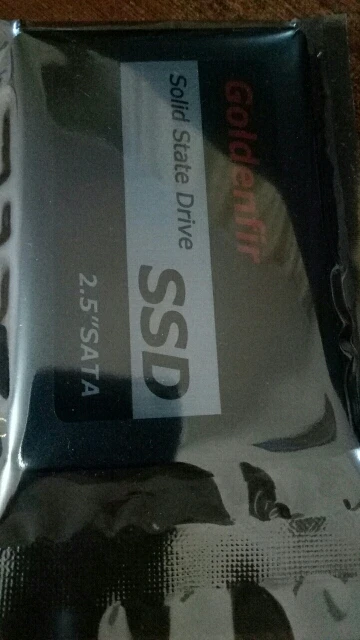 Goldenfir
Solid State Drive
SSD
2.5"SATA